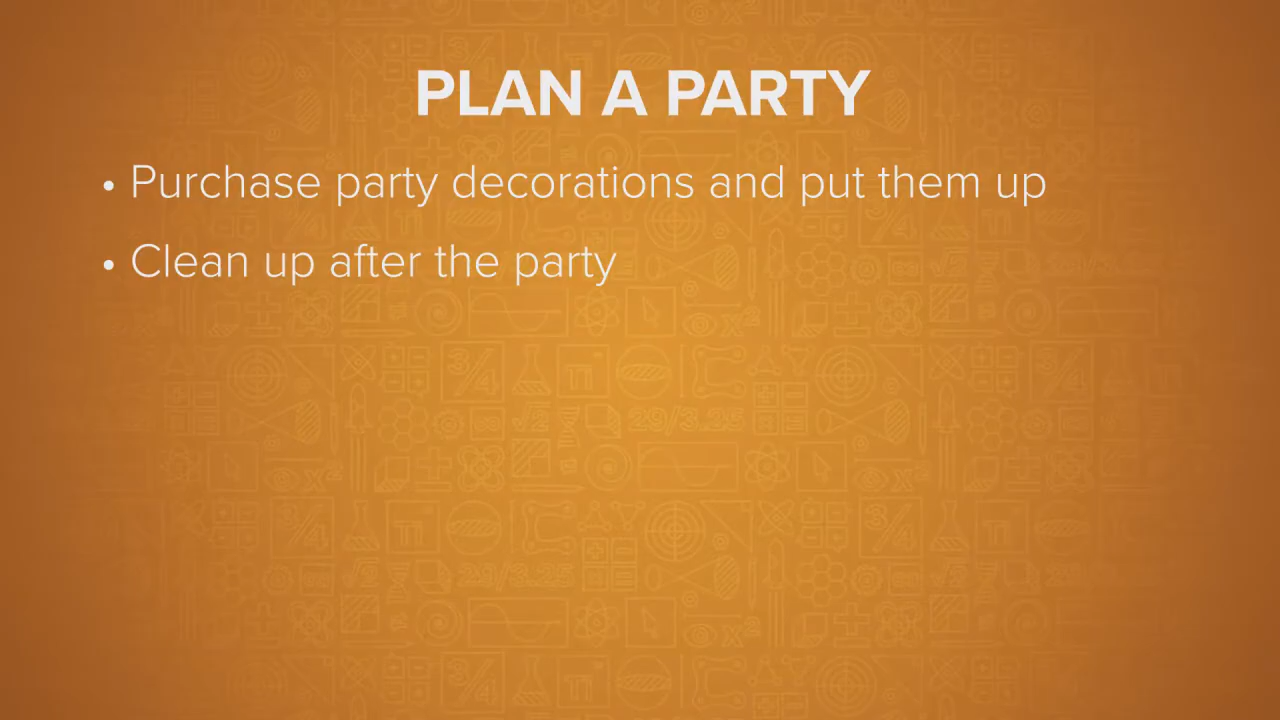 PLAN A PARTY
• Purchase party decorations and put them up
• Clean up after the party